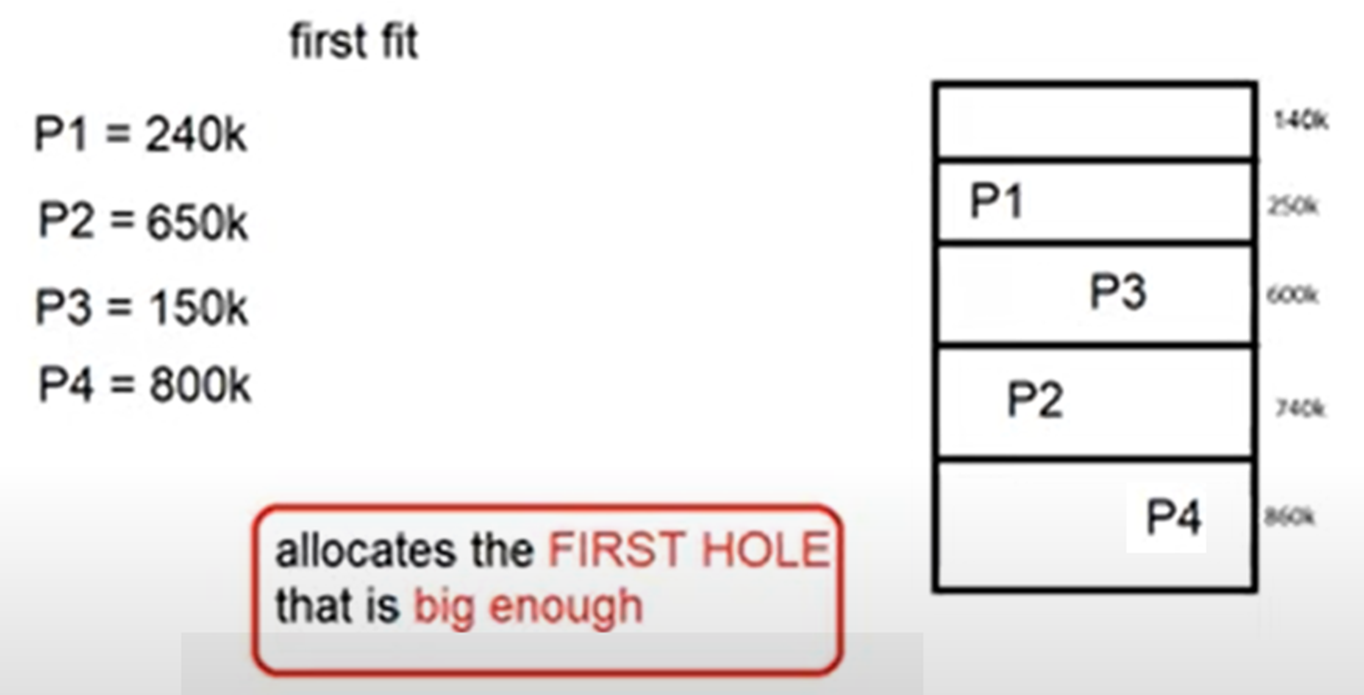 first fit
P1 = 240k
P2 = 650k
P3 = 150k
P4 = 800k
allocates the FIRST HOLE
that is big enough
140k
P1
250k
P3
600k
P2
740k
P4
860k